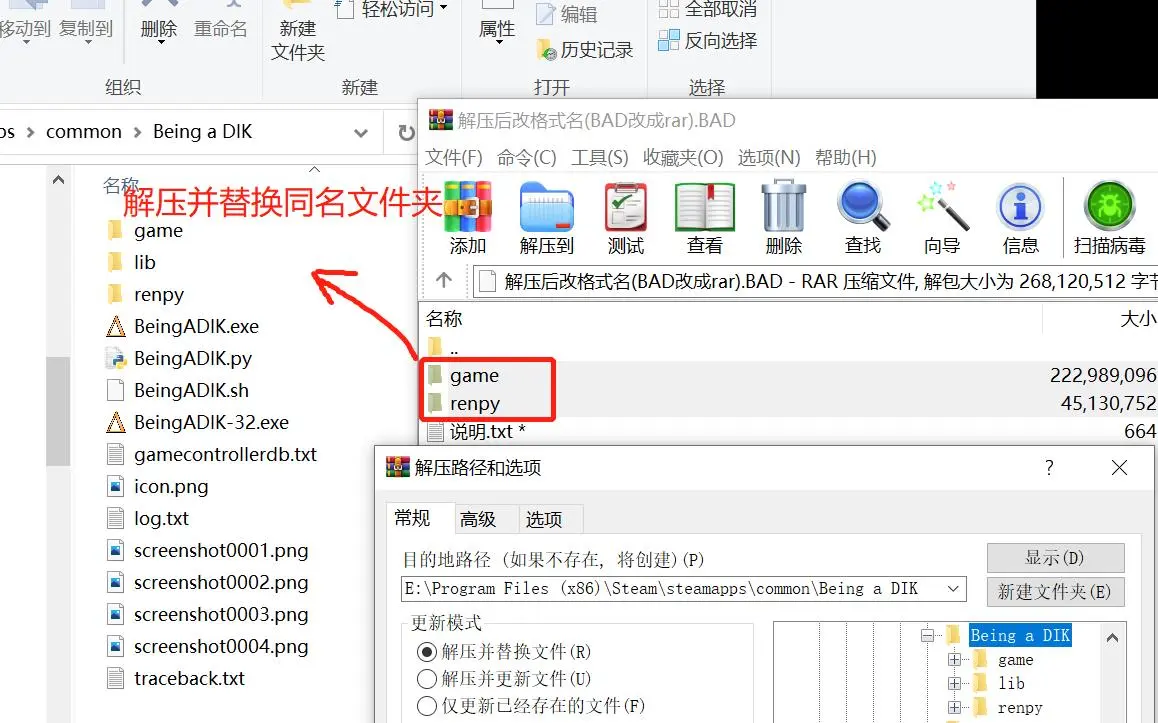 移动到 复制到 删除 重命名 新建
文件夹 轻松访问 属性 编辑
历史记录 全部取消
反向选择
组织 新建 打开 选择
ps > common > Being a DIK
名称
解压并替换同名文件夹
game
lib
renpy
BeingADIK.exe
BeingADIK.py
BeingADIK.sh
BeingADIK-32.exe
gamecontrollerdb.txt
icon.png
log.txt
screenshot0001.png
screenshot0002.png
screenshot0003.png
screenshot0004.png
traceback.txt
解压后改格式名(BAD改成rar).BAD
文件(F) 命令(C) 工具(S) 收藏夹(O) 选项(N) 帮助(H)
添加 解压到 测试 查看 删除 查找 向导 信息 扫描病毒
解压后改格式名(BAD改成rar).BAD - RAR 压缩文件, 解包大小为 268,120,512 字节
名称 大小
..
game 222,989,096
renpy 45,130,752
说明.txt * 664
解压路径和选项 ?
常规 高级 选项
目的地路径（如果不存在，将创建）(P)
显示(D)
E:\Program Files (x86)\Steam\steamapps\common\Being a DIK
新建文件夹(E)
更新模式
解压并替换文件(R)
解压并更新文件(U)
仅更新已经存在的文件(F)
Being a DIK
game
lib
renpy